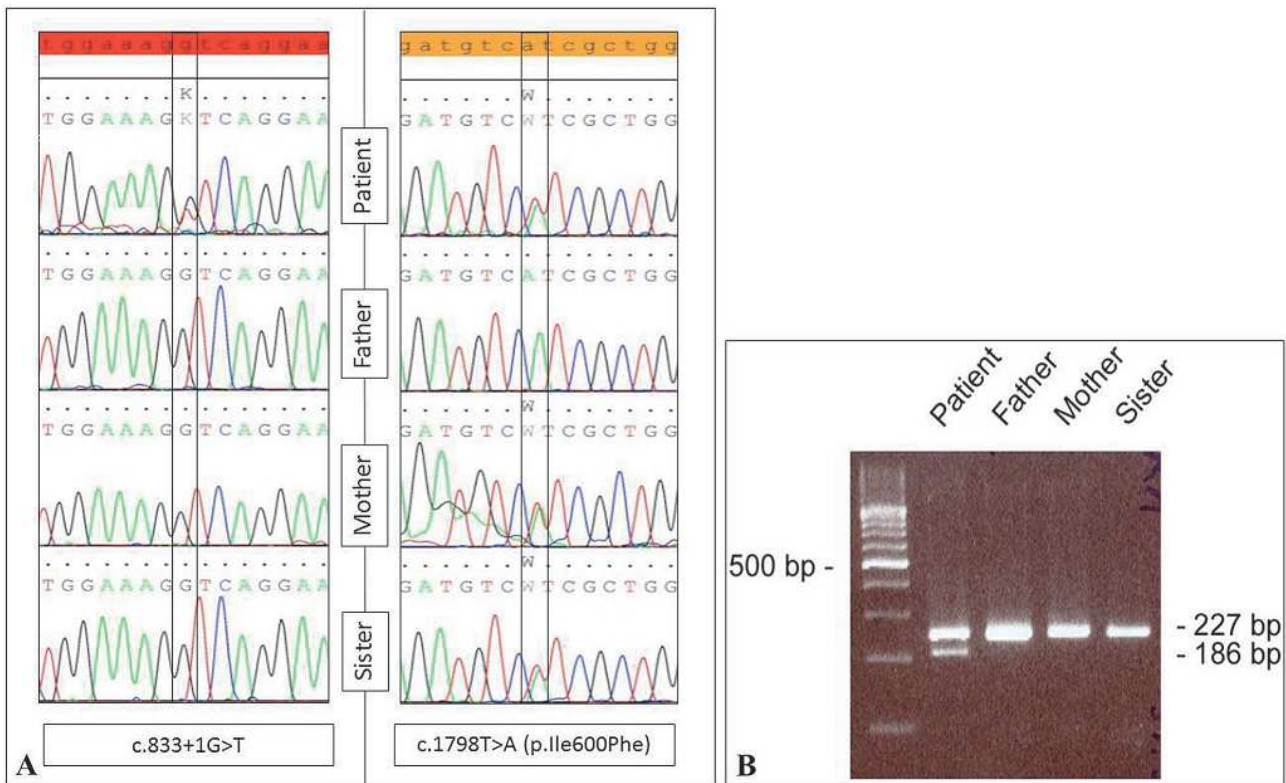 tggaaaggtcaggaa
K
TGGAAAGKTCAGGAA
TGGAAAGGTCAGGAA
TGGAAAGGTCAGGAA
TGGAAAGGTCAGGAA
Patient
Father
Mother
Sister
gatgtcatcgctgg
W
GATGTCWTCGCTGG
GATGTCATCGCTGG
W
GATGTCWTCGCTGG
W
GATGTCWTCGCTGG
A
c.833+1G>T
c.1798T>A (p.Ile600Phe)
Patient
Father
Mother
Sister
500 bp -
- 227 bp
- 186 bp
B